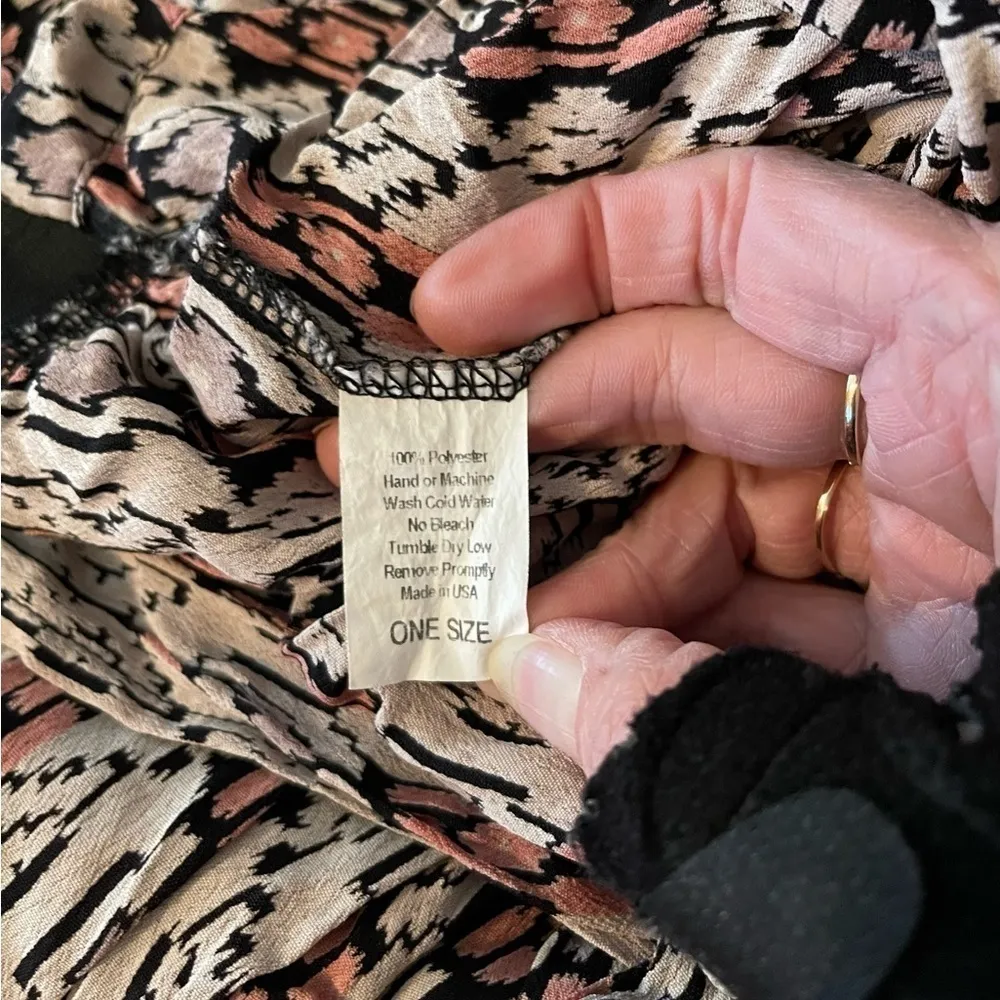 100% Polyester
Hand or Machine
Wash Cold Water
No Bleach
Tumble Dry Low
Remove Promptly
Made in USA
ONE SIZE